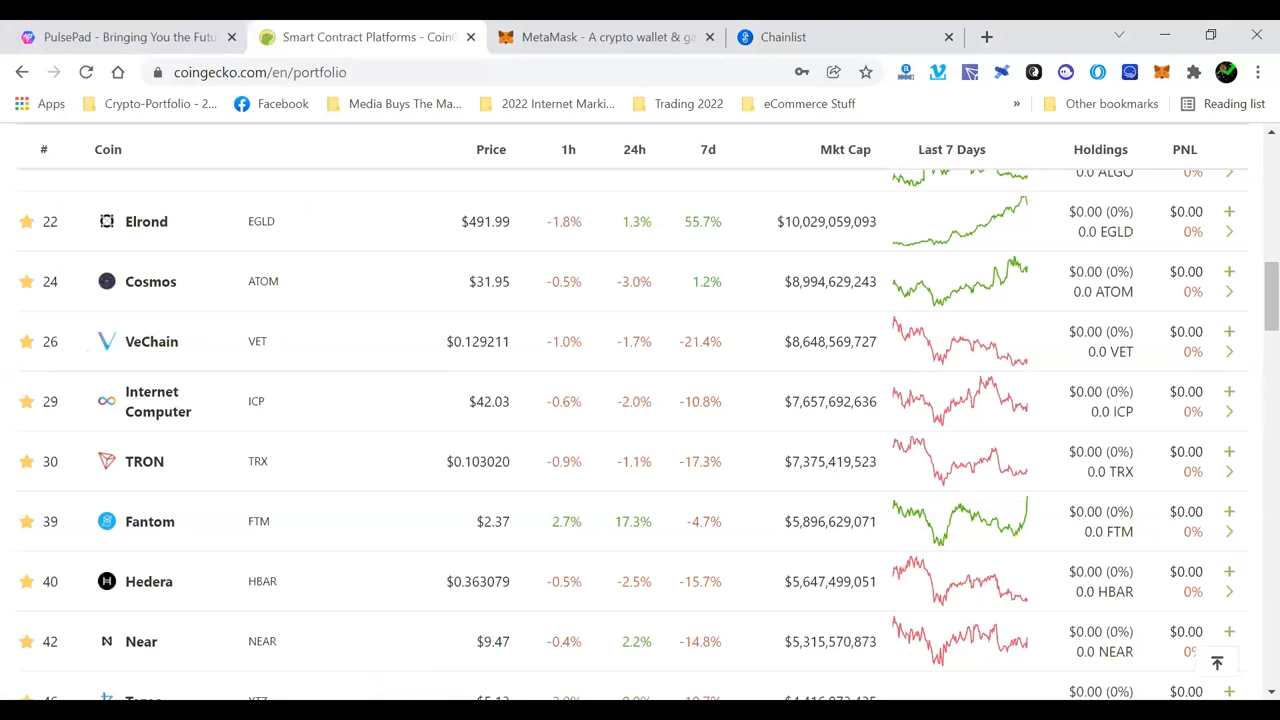 PulsePad - Bringing You the Futu
Smart Contract Platforms - CoinG
MetaMask - A crypto wallet & ga
Chainlist
coingecko.com/en/portfolio
Apps Crypto-Portfolio - 2... Facebook Media Buys The Ma... 2022 Internet Marki... Trading 2022 eCommerce Stuff » Other bookmarks Reading list
# Coin Price 1h 24h 7d Mkt Cap Last 7 Days Holdings PNL
0.0 ALGO 0%
22 Elrond EGLD $491.99 -1.8% 1.3% 55.7% $10,029,059,093 $0.00 (0%) $0.00
0.0 EGLD 0%
24 Cosmos ATOM $31.95 -0.5% -3.0% 1.2% $8,994,629,243 $0.00 (0%) $0.00
0.0 ATOM 0%
26 VeChain VET $0.129211 -1.0% -1.7% -21.4% $8,648,569,727 $0.00 (0%) $0.00
0.0 VET 0%
29 Internet Computer ICP $42.03 -0.6% -2.0% -10.8% $7,657,692,636 $0.00 (0%) $0.00
0.0 ICP 0%
30 TRON TRX $0.103020 -0.9% -1.1% -17.3% $7,375,419,523 $0.00 (0%) $0.00
0.0 TRX 0%
39 Fantom FTM $2.37 2.7% 17.3% -4.7% $5,896,629,071 $0.00 (0%) $0.00
0.0 FTM 0%
40 Hedera HBAR $0.363079 -0.5% -2.5% -15.7% $5,647,499,051 $0.00 (0%) $0.00
0.0 HBAR 0%
42 Near NEAR $9.47 -0.4% 2.2% -14.8% $5,315,570,873 $0.00 (0%) $0.00
0.0 NEAR 0%
$0.00 (0%) $0.00